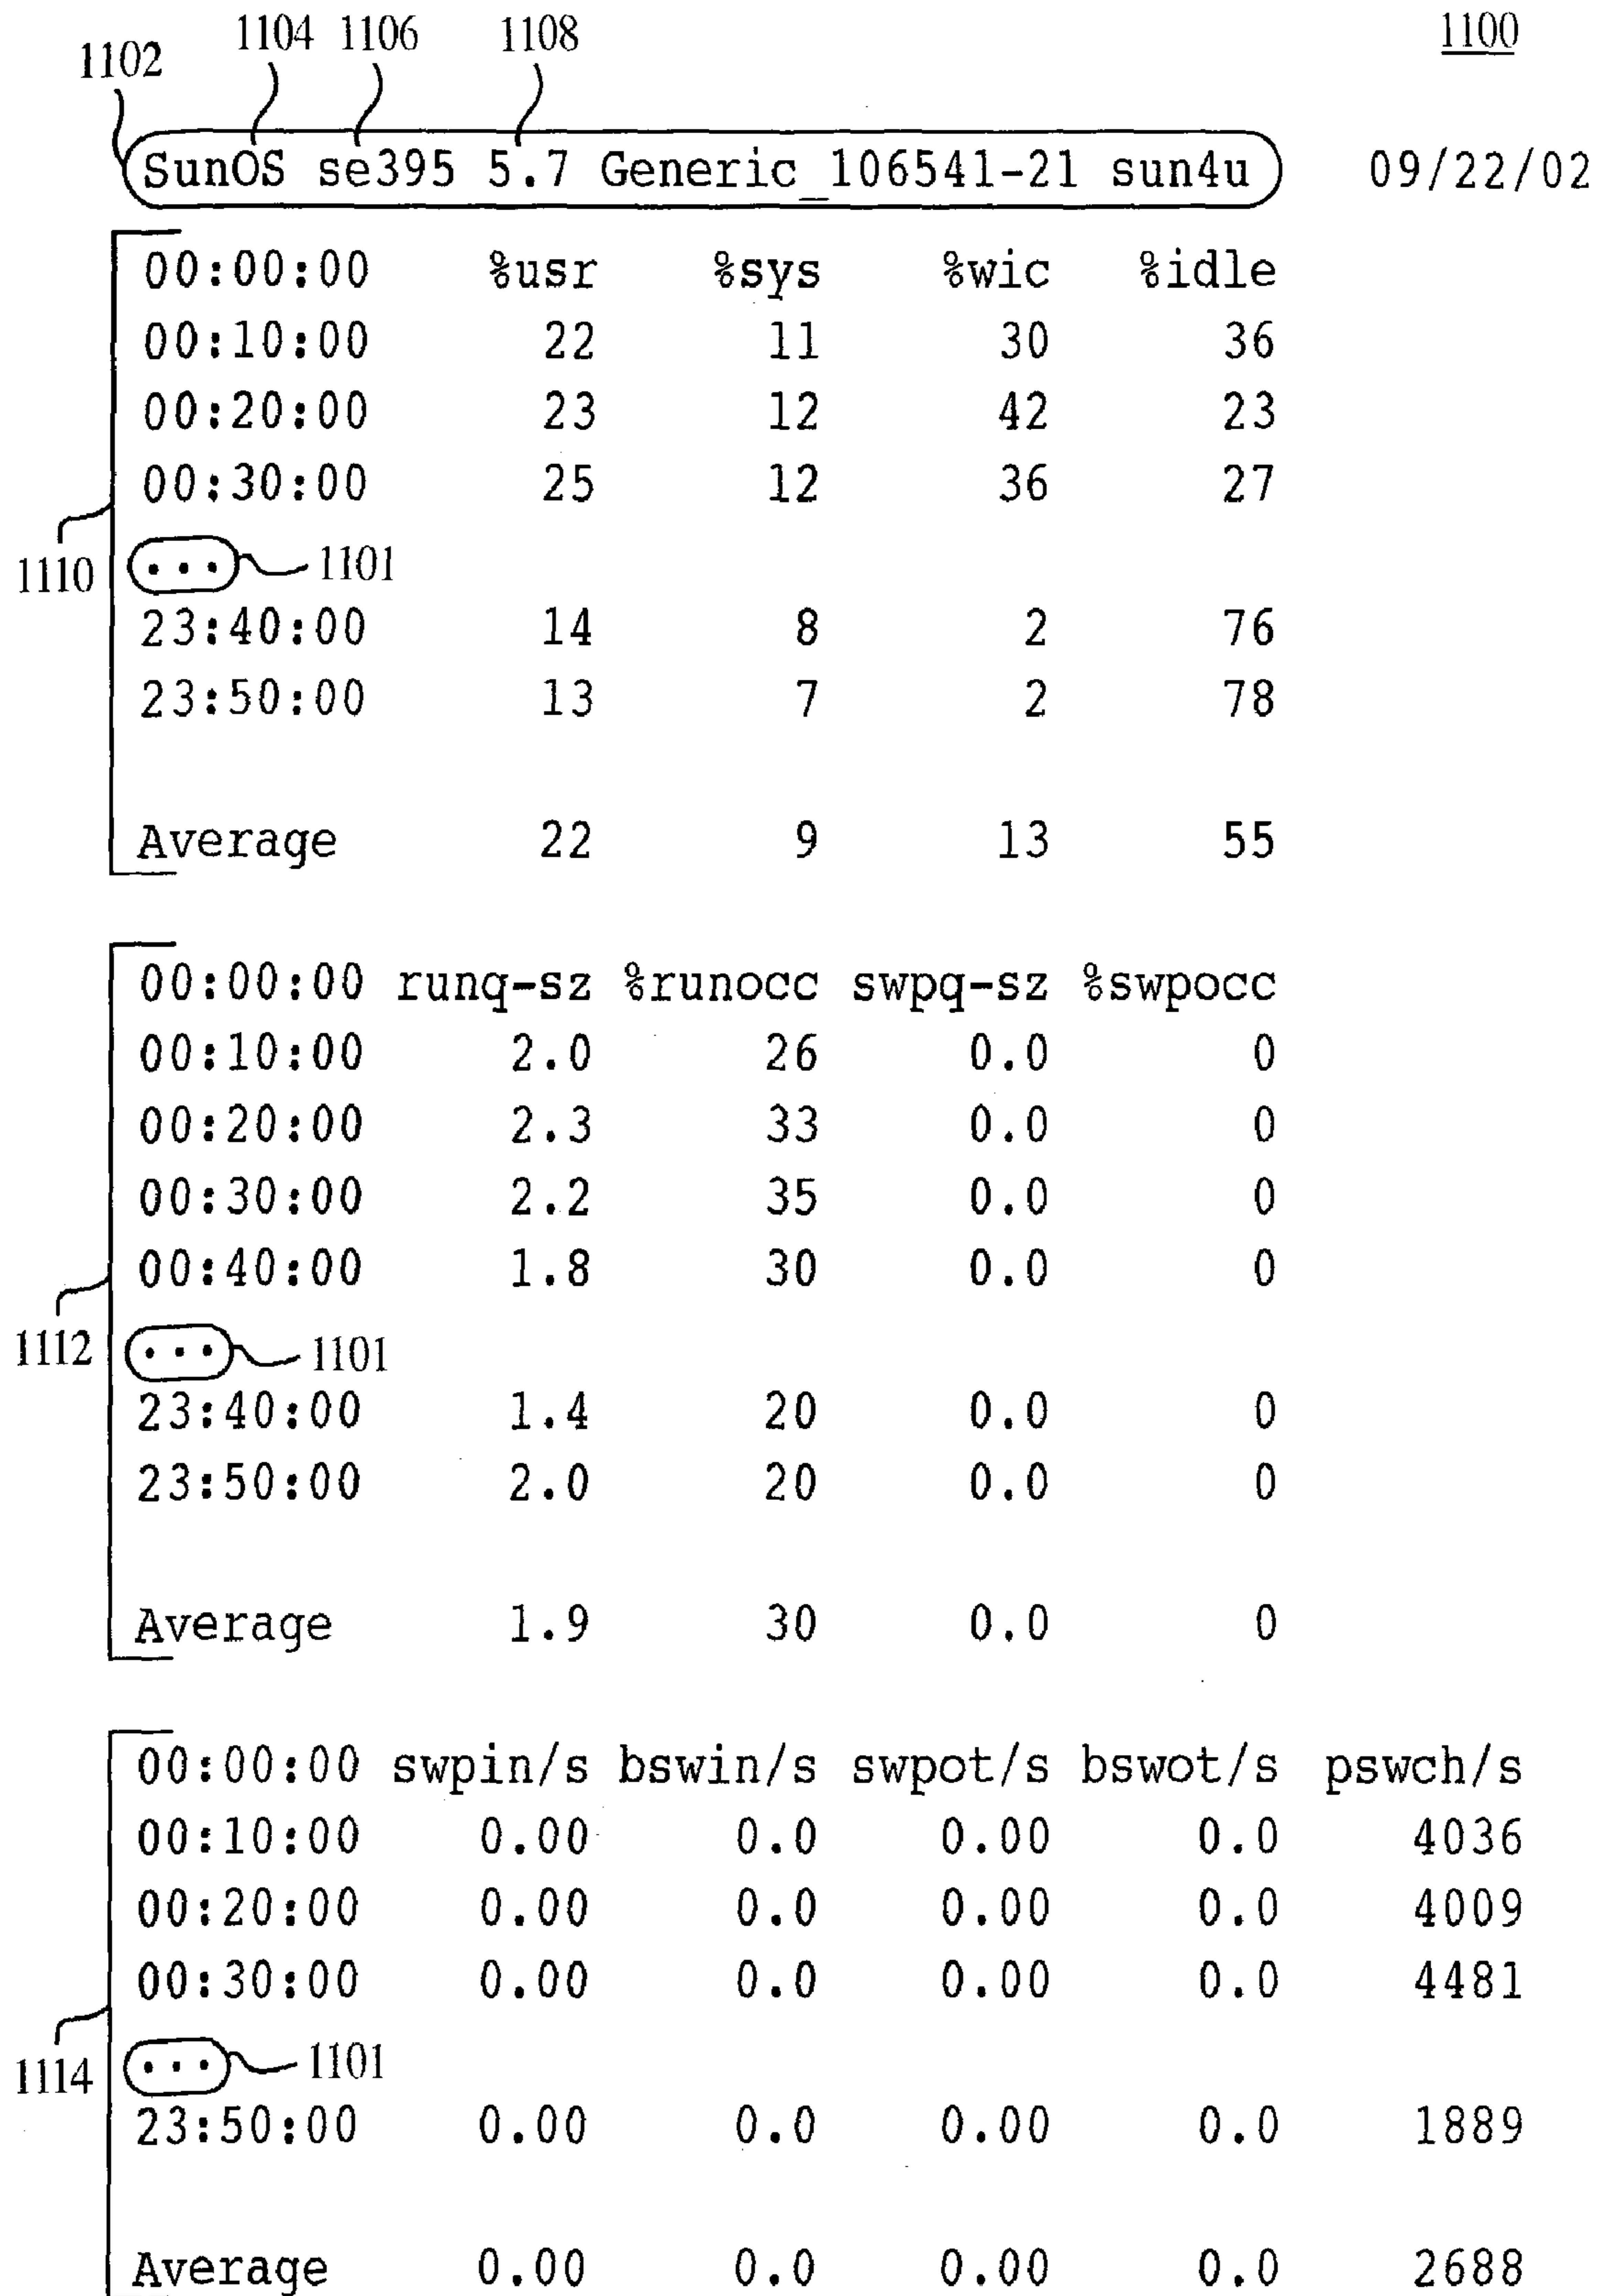 1100
1102 1104 1106 1108
SunOS se395 5.7 Generic_106541-21 sun4u 09/22/02
00:00:00 %usr %sys %wic %idle
00:10:00 22 11 30 36
00:20:00 23 12 42 23
00:30:00 25 12 36 27
1110 ... 1101
23:40:00 14 8 2 76
23:50:00 13 7 2 78
Average 22 9 13 55
00:00:00 runq-sz %runocc swpq-sz %swpocc
00:10:00 2.0 26 0.0 0
00:20:00 2.3 33 0.0 0
00:30:00 2.2 35 0.0 0
00:40:00 1.8 30 0.0 0
1112 ... 1101
23:40:00 1.4 20 0.0 0
23:50:00 2.0 20 0.0 0
Average 1.9 30 0.0 0
00:00:00 swpin/s bswin/s swpot/s bswot/s pswch/s
00:10:00 0.00 0.0 0.00 0.0 4036
00:20:00 0.00 0.0 0.00 0.0 4009
00:30:00 0.00 0.0 0.00 0.0 4481
1114 ... 1101
23:50:00 0.00 0.0 0.00 0.0 1889
Average 0.00 0.0 0.00 0.0 2688